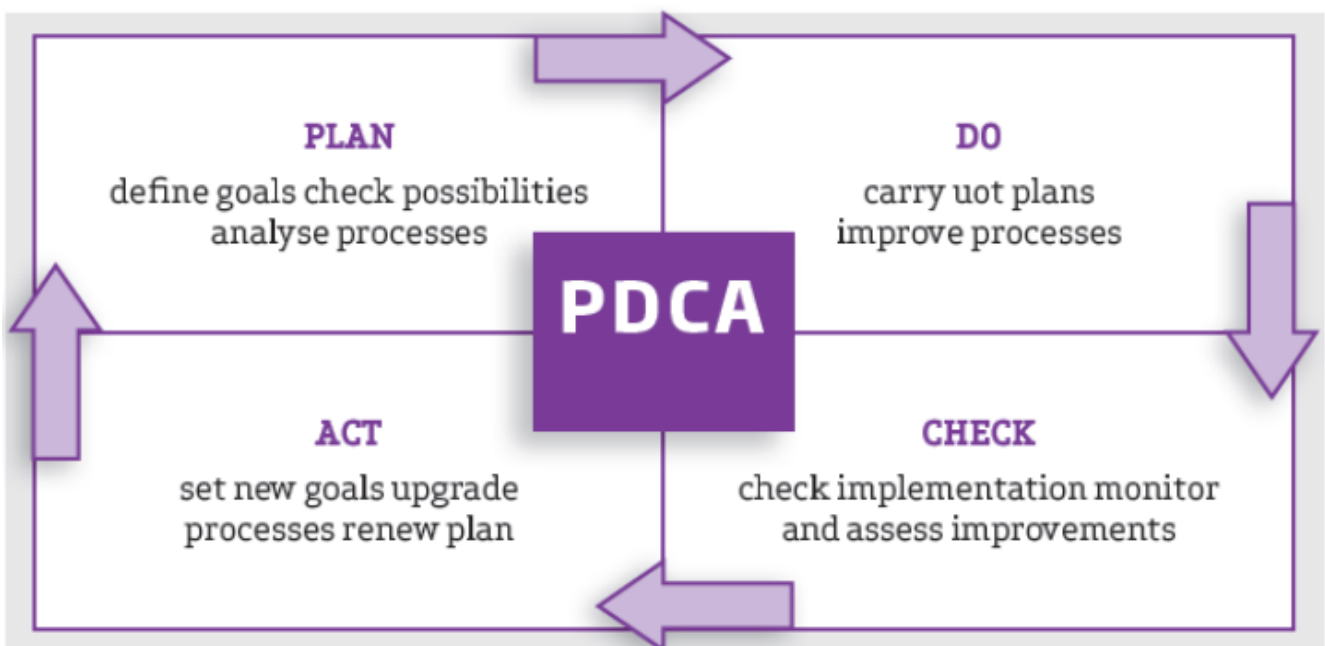 PLAN
define goals check possibilities
analyse processes
DO
carry uot plans
improve processes
PDCA
ACT
set new goals upgrade
processes renew plan
CHECK
check implementation monitor
and assess improvements